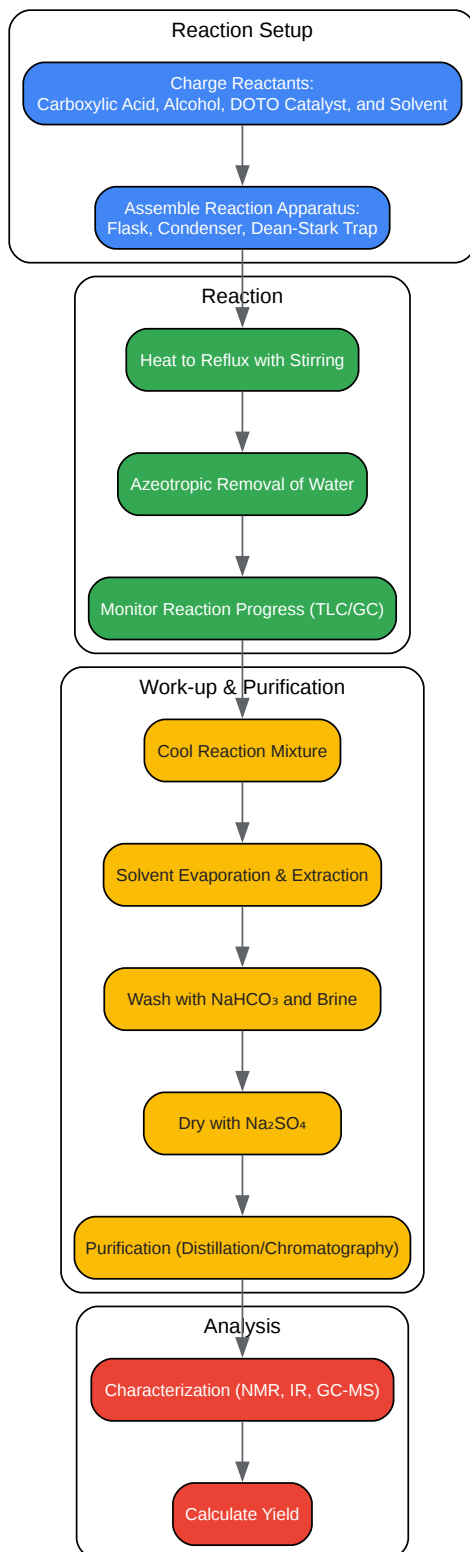 Reaction Setup
Charge Reactants:
Carboxylic Acid, Alcohol, DOTO Catalyst, and Solvent
Assemble Reaction Apparatus:
Flask, Condenser, Dean-Stark Trap
Reaction
Heat to Reflux with Stirring
Azeotropic Removal of Water
Monitor Reaction Progress (TLC/GC)
Work-up & Purification
Cool Reaction Mixture
Solvent Evaporation & Extraction
Wash with NaHCO₃ and Brine
Dry with Na₂SO₄
Purification (Distillation/Chromatography)
Analysis
Characterization (NMR, IR, GC-MS)
Calculate Yield